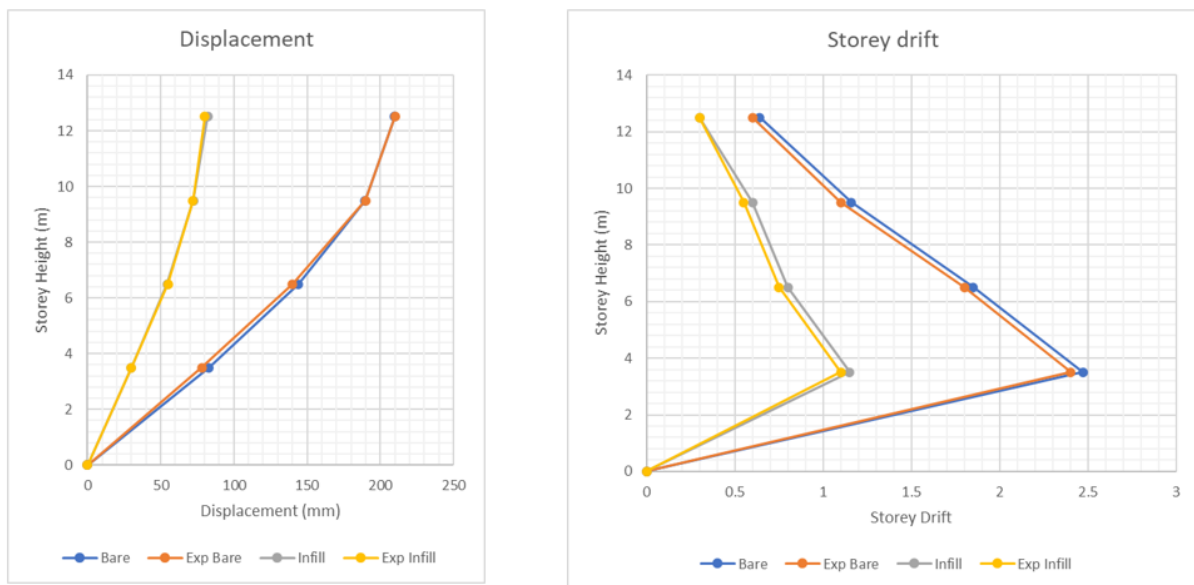 Displacement
14
12
10
8
6
4
2
0
Storey Height (m)
0 50 100 150 200 250
Displacement (mm)
Bare Exp Bare Infill Exp Infill
Storey drift
14
12
10
8
6
4
2
0
Storey Height (m)
0 0.5 1 1.5 2 2.5 3
Storey Drift
Bare Exp Bare Infill Exp Infill